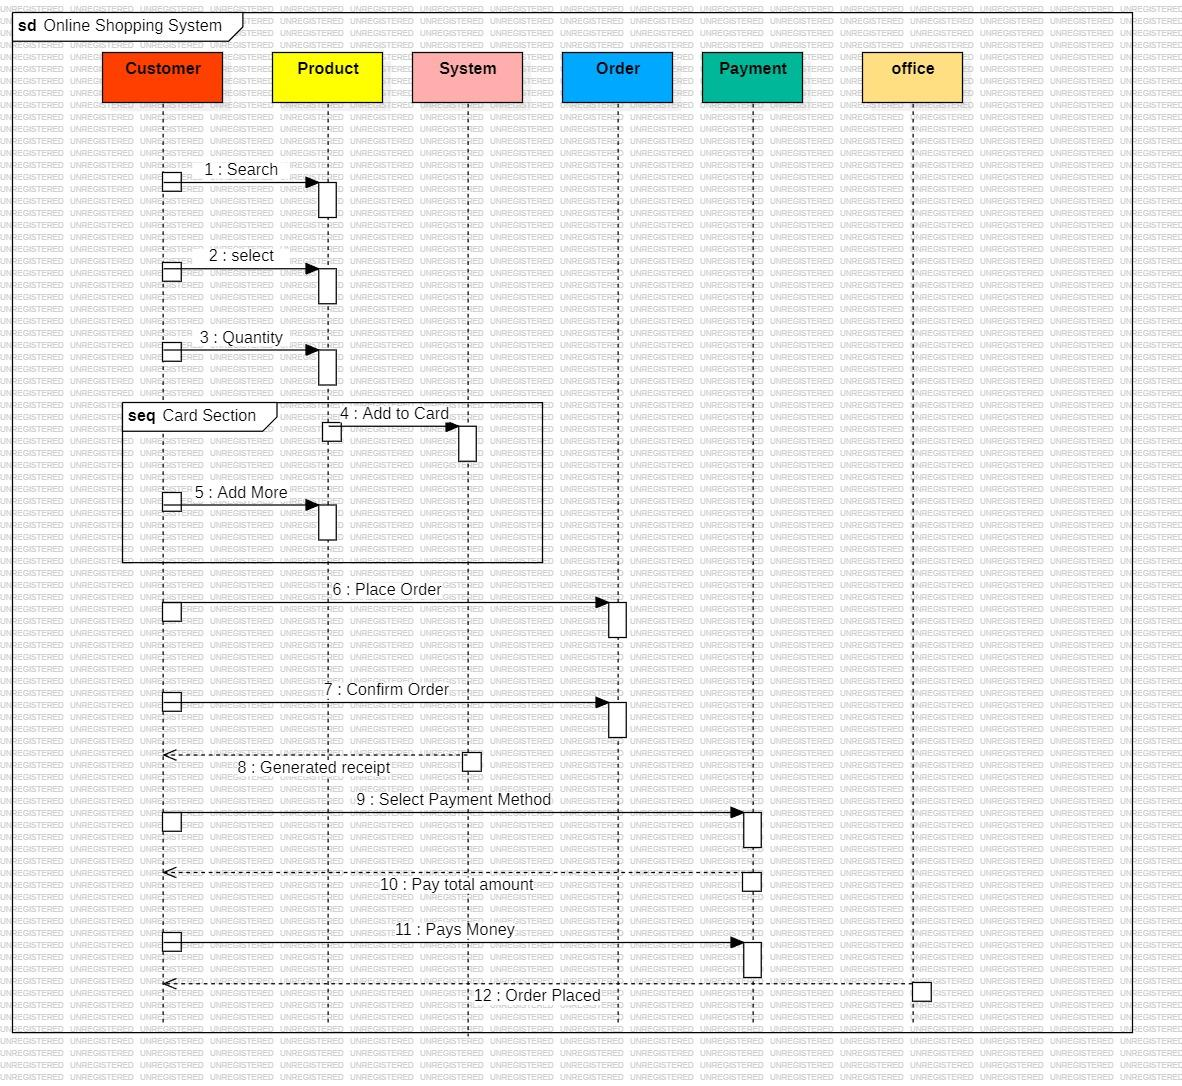 sd Online Shopping System
Customer
Product
System
Order
Payment
office
1 : Search
2 : select
3 : Quantity
seq Card Section
4 : Add to Card
5 : Add More
6 : Place Order
7 : Confirm Order
8 : Generated receipt
9 : Select Payment Method
10 : Pay total amount
11 : Pays Money
12 : Order Placed
UNREGISTERED